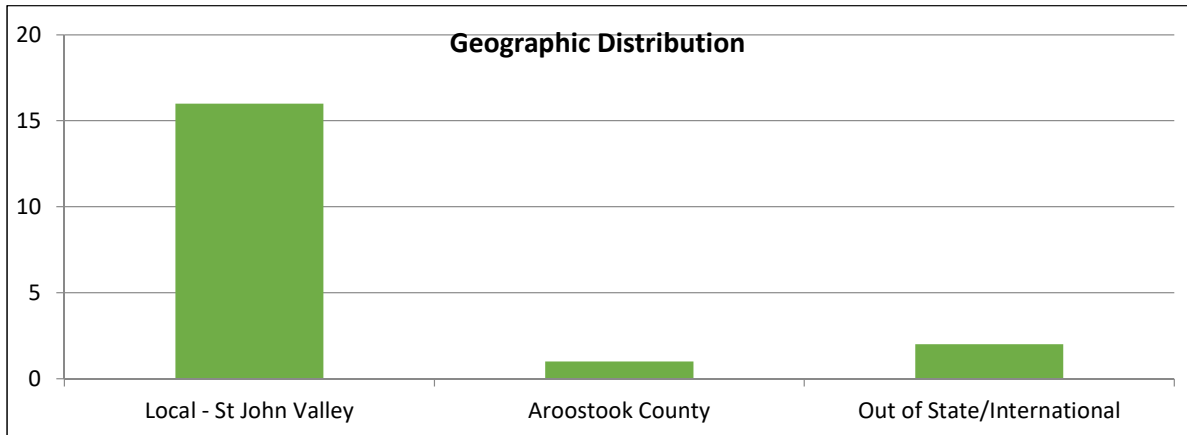 Geographic Distribution
20
15
10
5
0
Local - St John Valley
Aroostook County
Out of State/International